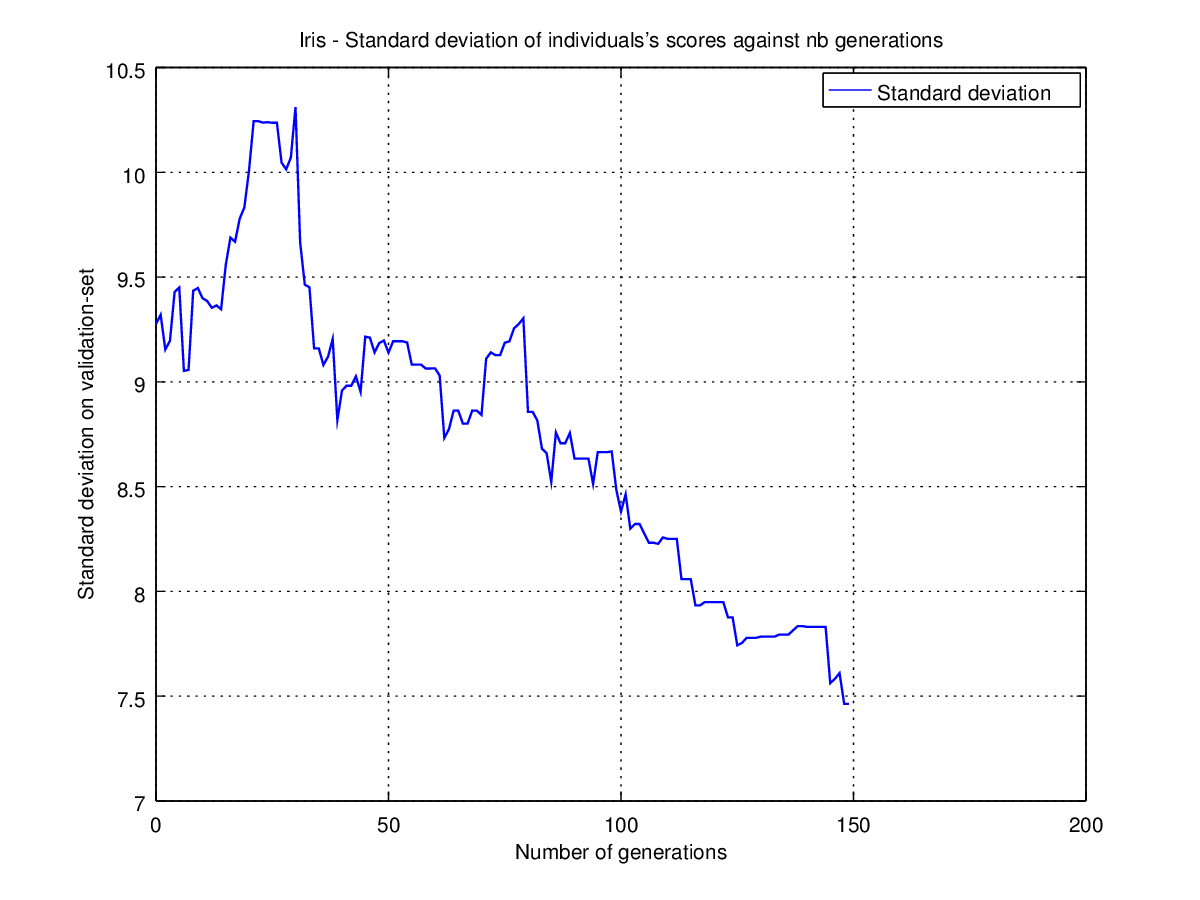 Iris - Standard deviation of individuals's scores against nb generations
Standard deviation
10.5
10
9.5
9
8.5
8
7.5
7
Standard deviation on validation-set
0 50 100 150 200
Number of generations